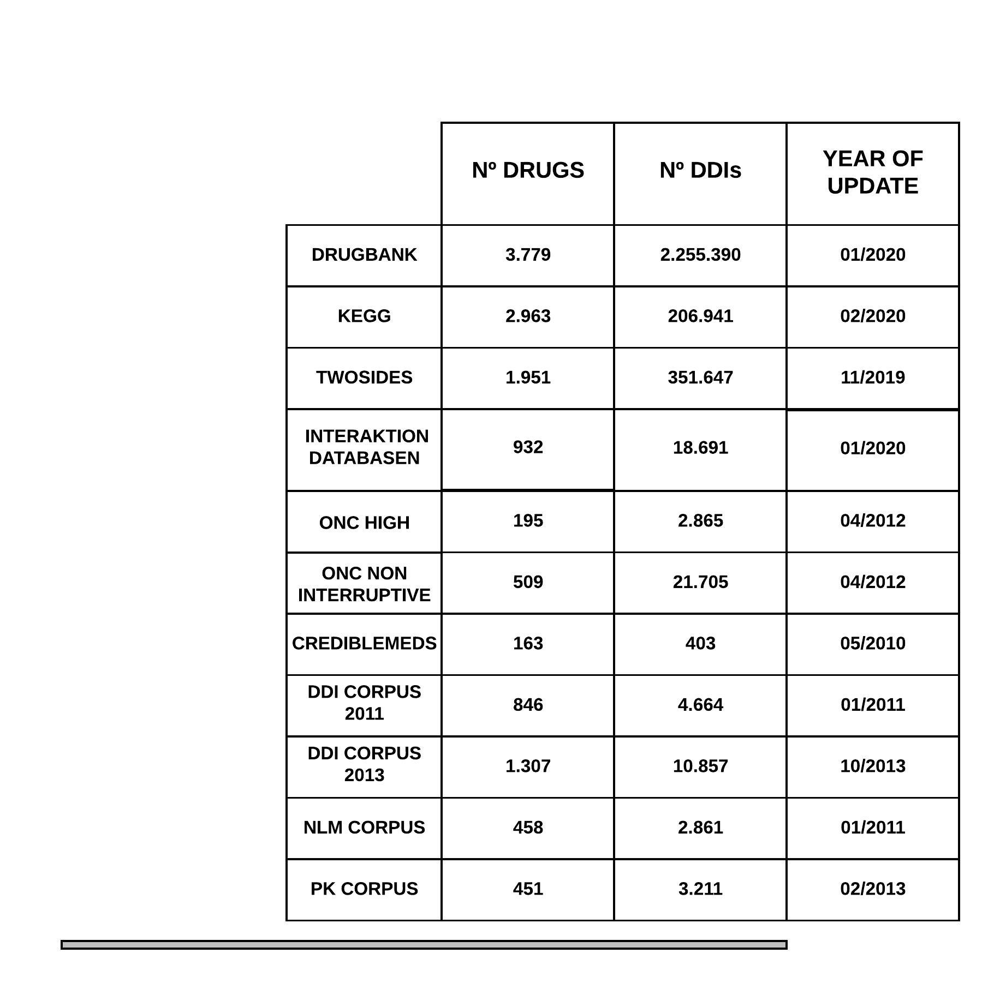 Nº DRUGS
Nº DDIs
YEAR OF
UPDATE
DRUGBANK
3.779
2.255.390
01/2020
KEGG
2.963
206.941
02/2020
TWOSIDES
1.951
351.647
11/2019
INTERAKTION
DATABASEN
932
18.691
01/2020
ONC HIGH
195
2.865
04/2012
ONC NON
INTERRUPTIVE
509
21.705
04/2012
CREDIBLEMEDS
163
403
05/2010
DDI CORPUS
2011
846
4.664
01/2011
DDI CORPUS
2013
1.307
10.857
10/2013
NLM CORPUS
458
2.861
01/2011
PK CORPUS
451
3.211
02/2013